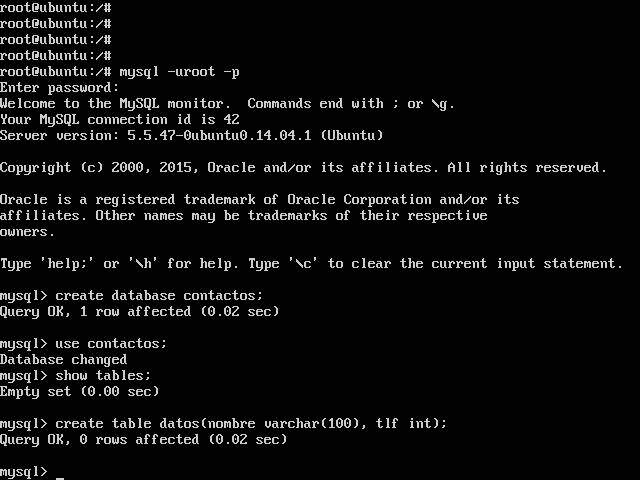 root@ubuntu:/#
root@ubuntu:/#
root@ubuntu:/#
root@ubuntu:/#
root@ubuntu:/# mysql -uroot -p
Enter password:
Welcome to the MySQL monitor.  Commands end with ; or \g.
Your MySQL connection id is 42
Server version: 5.5.47-0ubuntu0.14.04.1 (Ubuntu)
Copyright (c) 2000, 2015, Oracle and/or its affiliates. All rights reserved.
Oracle is a registered trademark of Oracle Corporation and/or its
affiliates. Other names may be trademarks of their respective
owners.
Type 'help;' or '\h' for help. Type '\c' to clear the current input statement.
mysql> create database contactos;
Query OK, 1 row affected (0.02 sec)
mysql> use contactos;
Database changed
mysql> show tables;
Empty set (0.00 sec)
mysql> create table datos(nombre varchar(100), tlf int);
Query OK, 0 rows affected (0.02 sec)
mysql> _